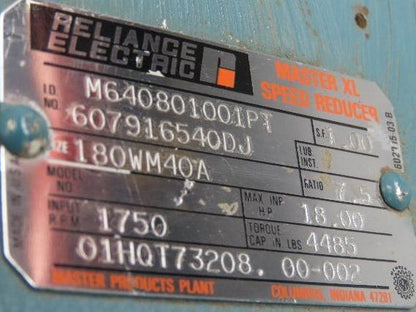 RELIANCE
ELECTRIC
MASTER XL
SPEED REDUCER
I.D. NO. M640801001PT
607916540DJ
S.F. 1.00
SIZE 180WM40A
LUB INST.
MODEL NO
RATIO 7.5
INPUT R.P.M. 1750
MAX INP H.P. 18.00
TORQUE CAP IN. LBS 4485
01HQT73208. 00-002
MASTER PRODUCTS PLANT COLUMBUS, INDIANA 47201
MADE IN U.S.A.